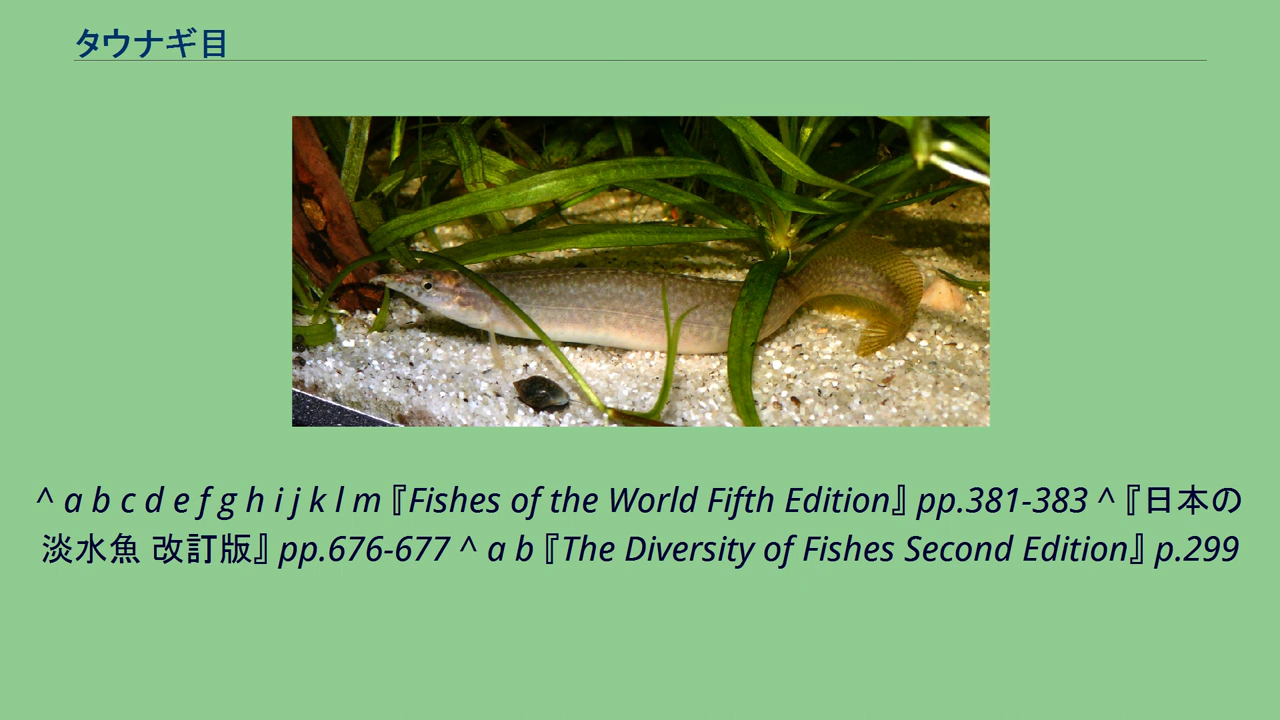 タウナギ目
^ a b c d e f g h i j k l m 『Fishes of the World Fifth Edition』 pp.381-383 ^ 『日本の
淡水魚 改訂版』 pp.676-677 ^ a b 『The Diversity of Fishes Second Edition』 p.299